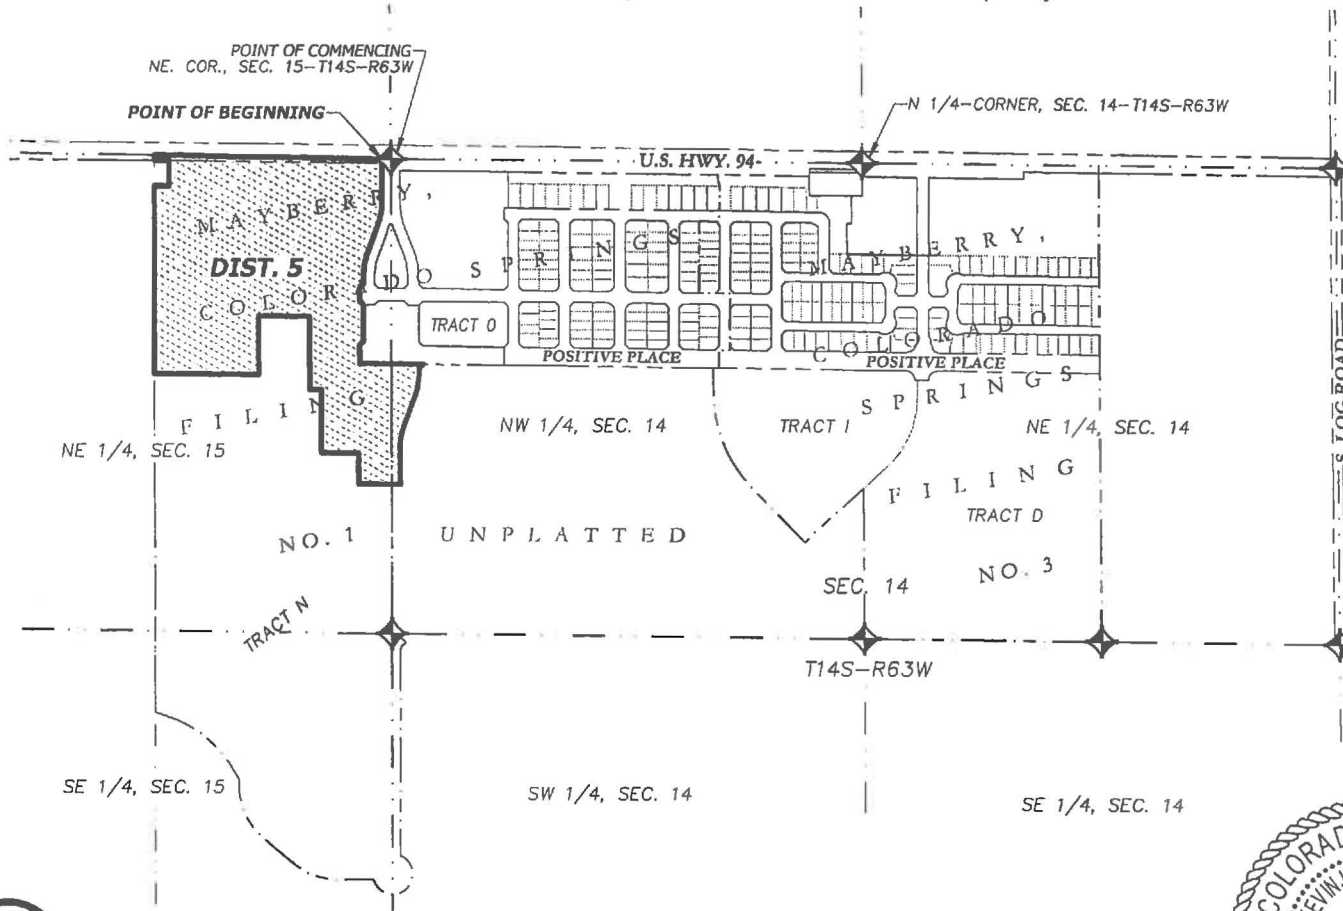 POINT OF COMMENCING
NE. COR., SEC. 15-T14S-R63W
POINT OF BEGINNING
N 1/4-CORNER, SEC. 14-T14S-R63W
U.S. HWY. 94-
MAYBERRY,
DIST. 5
COLORADO SPRINGS
FILING
NO. 1
TRACT O
POSITIVE PLACE
MAYBERRY,
COLORADO
POSITIVE PLACE
SPRINGS
FILING
NO. 3
NE 1/4, SEC. 15
NW 1/4, SEC. 14
TRACT I
NE 1/4, SEC. 14
TRACT D
UNPLATTED
SEC. 14
TRACT N
T14S-R63W
SE 1/4, SEC. 15
SW 1/4, SEC. 14
SE 1/4, SEC. 14
LOG ROAD